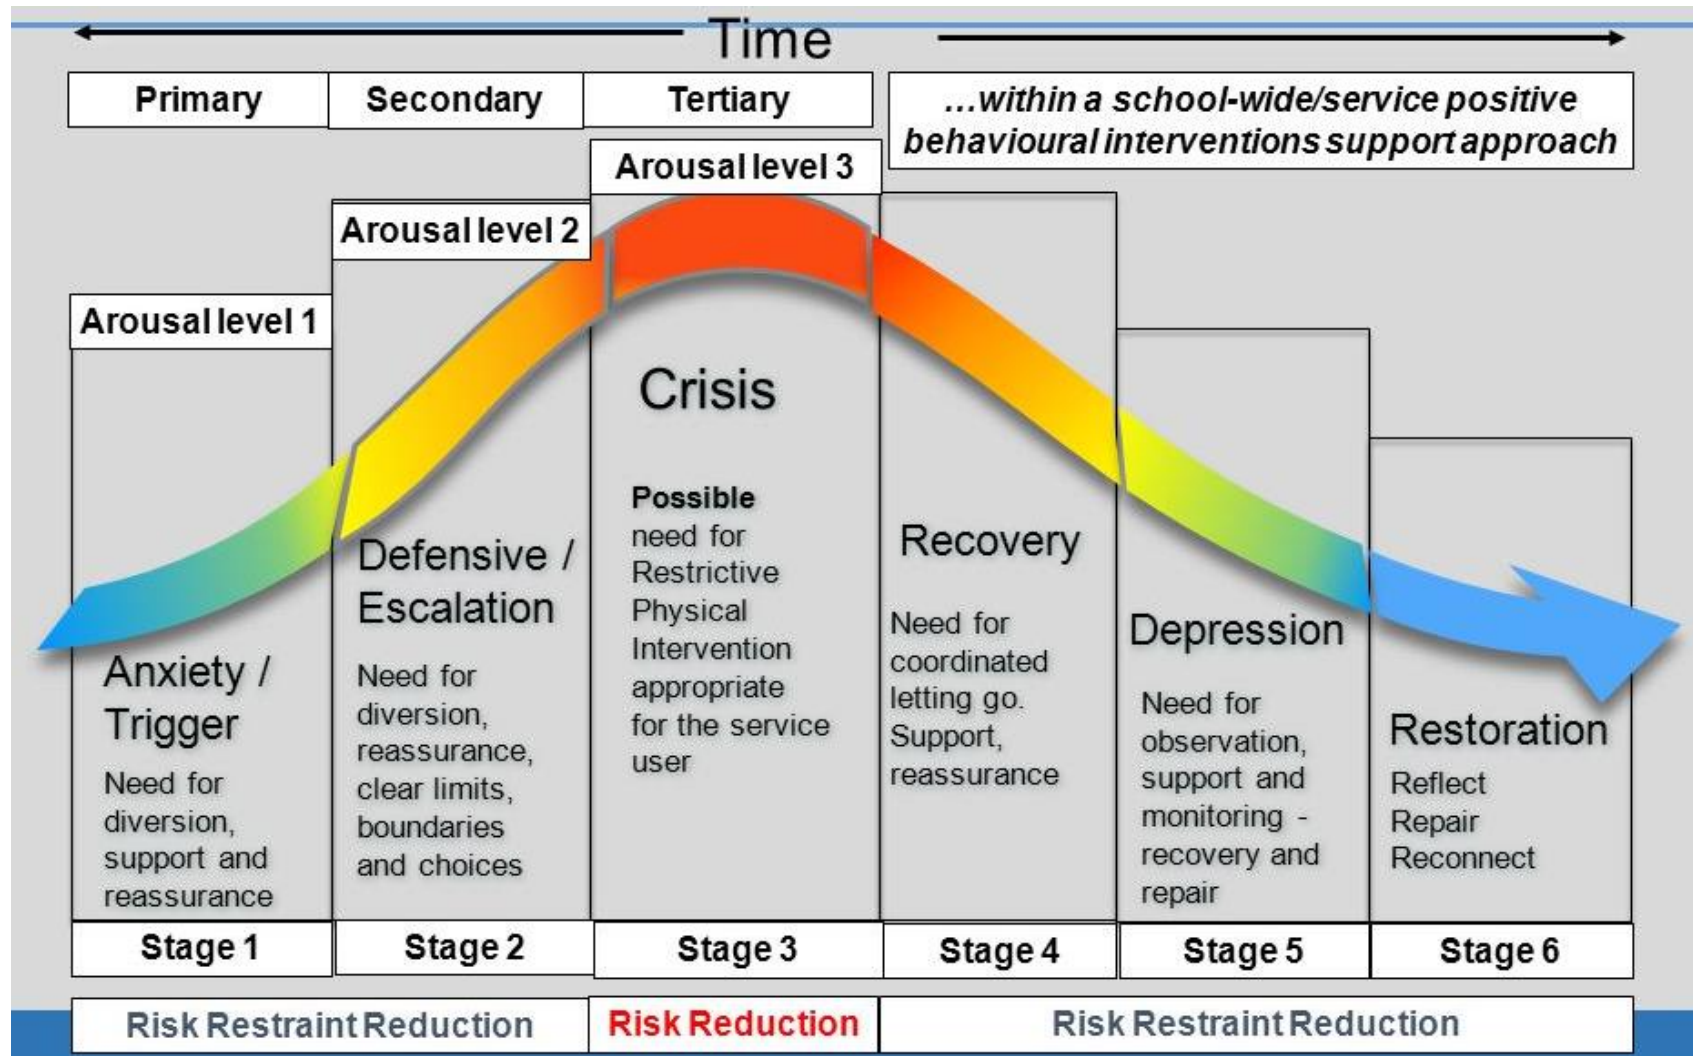 Time
Primary
Secondary
Tertiary
...within a school-wide/service positive
behavioural interventions support approach
Arousal level 1
Arousal level 2
Arousal level 3
Anxiety /
Trigger
Need for
diversion,
support and
reassurance
Defensive /
Escalation
Need for
diversion,
reassurance,
clear limits,
boundaries
and choices
Crisis
Possible
need for
Restrictive
Physical
Intervention
appropriate
for the service
user
Recovery
Need for
coordinated
letting go.
Support,
reassurance
Depression
Need for
observation,
support and
monitoring -
recovery and
repair
Restoration
Reflect
Repair
Reconnect
Stage 1
Stage 2
Stage 3
Stage 4
Stage 5
Stage 6
Risk Restraint Reduction
Risk Reduction
Risk Restraint Reduction